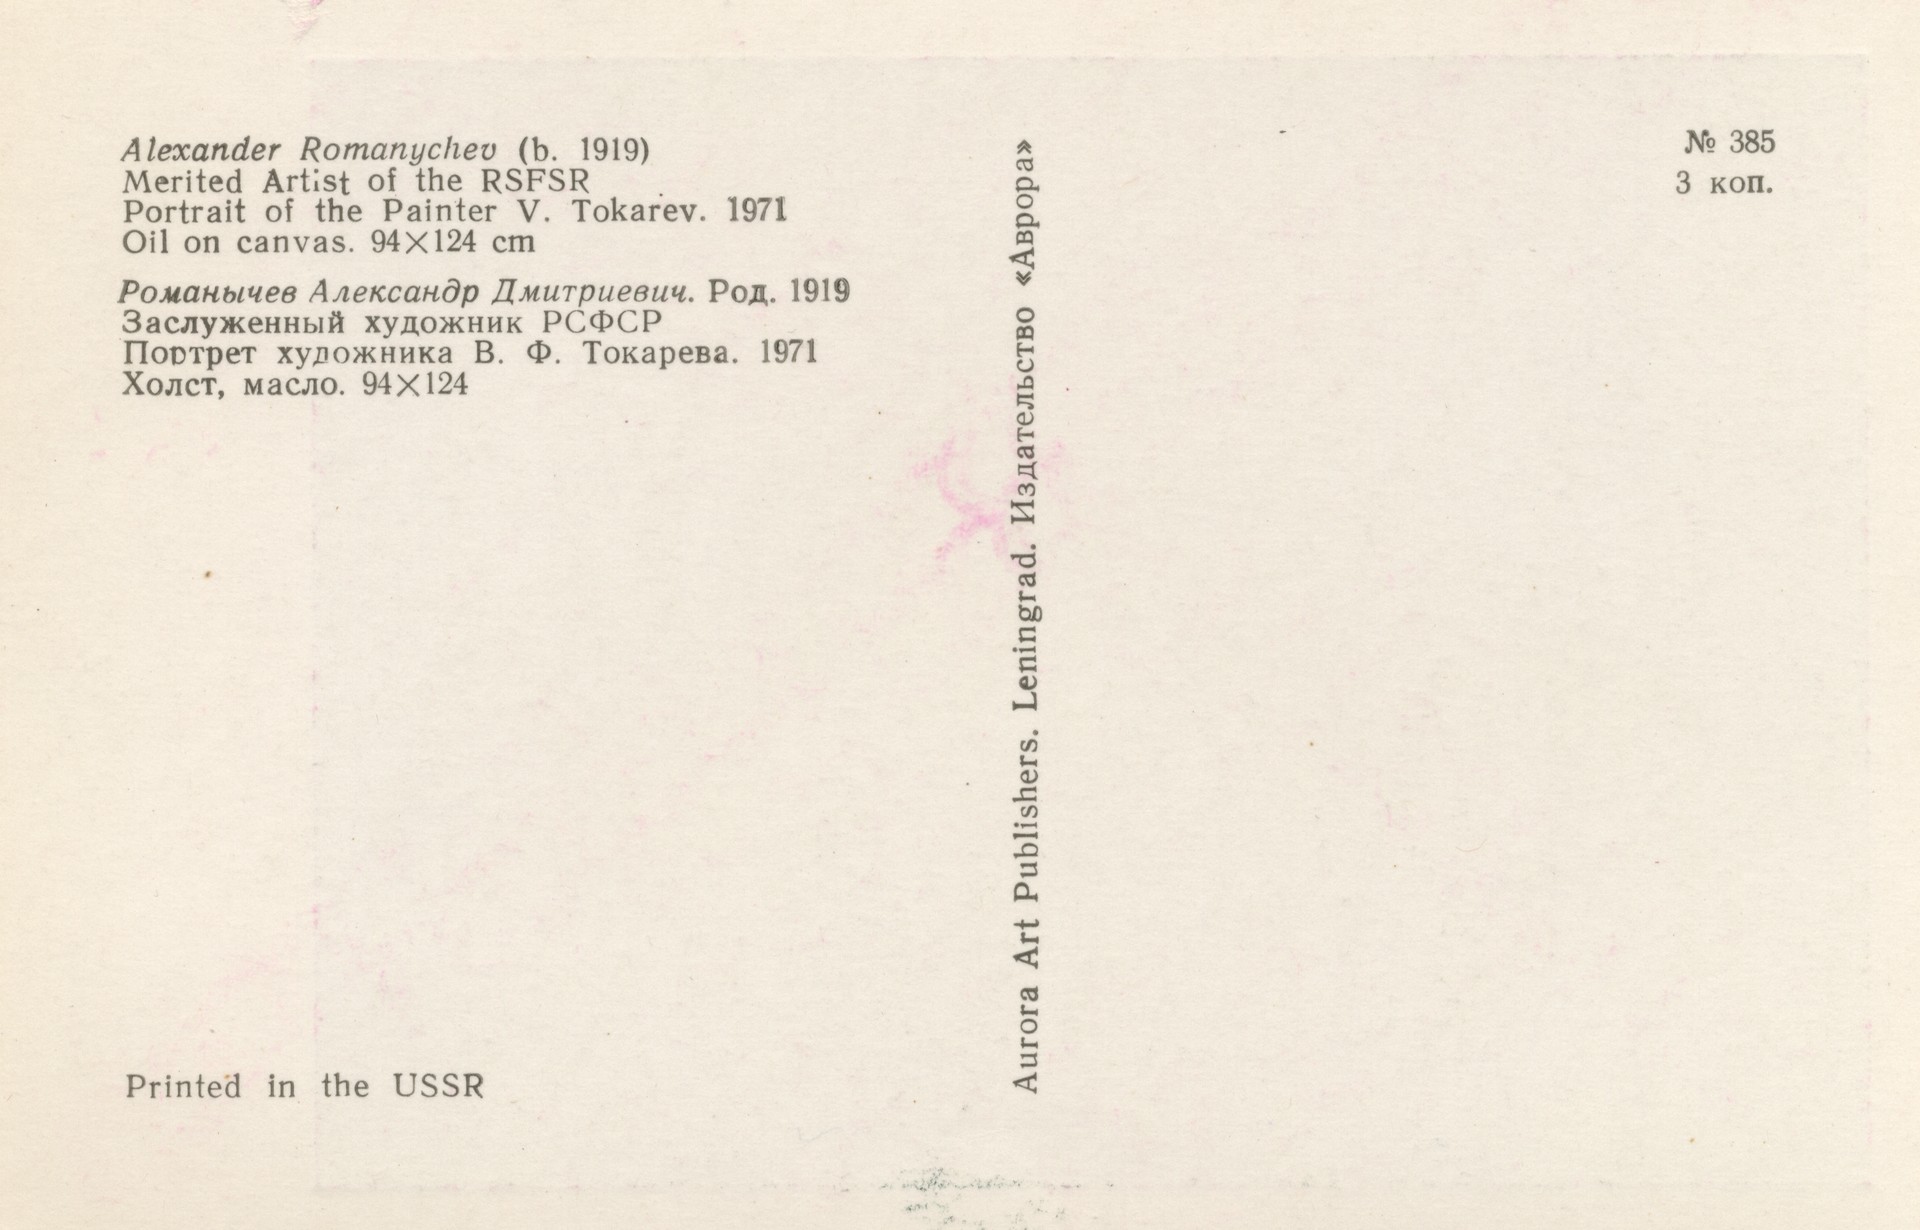 Alexander Romanychev (b. 1919)
Merited Artist of the RSFSR
Portrait of the Painter V. Tokarev. 1971
Oil on canvas. 94×124 cm
Романычев Александр Дмитриевич. Род. 1919
Заслуженный художник РСФСР
Портрет художника В. Ф. Токарева. 1971
Холст, масло. 94×124
Printed in the USSR
Aurora Art Publishers. Leningrad. Издательство «Аврора»
№ 385
3 коп.